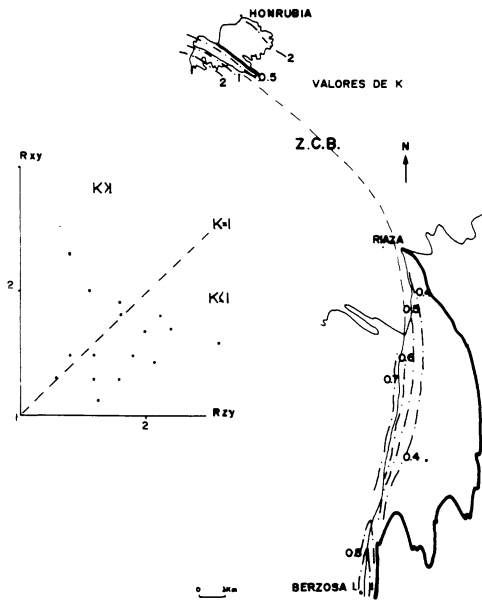 HONRUBIA
2
0.5
2
1
VALORES DE K
Z.C.B.
N
Rxy
K>1
K=1
RIAZA
2
K<1
0.4
0.5
0.6
0.7
1
2
Rzy
0.4
0.5
0 1Km
BERZOSA